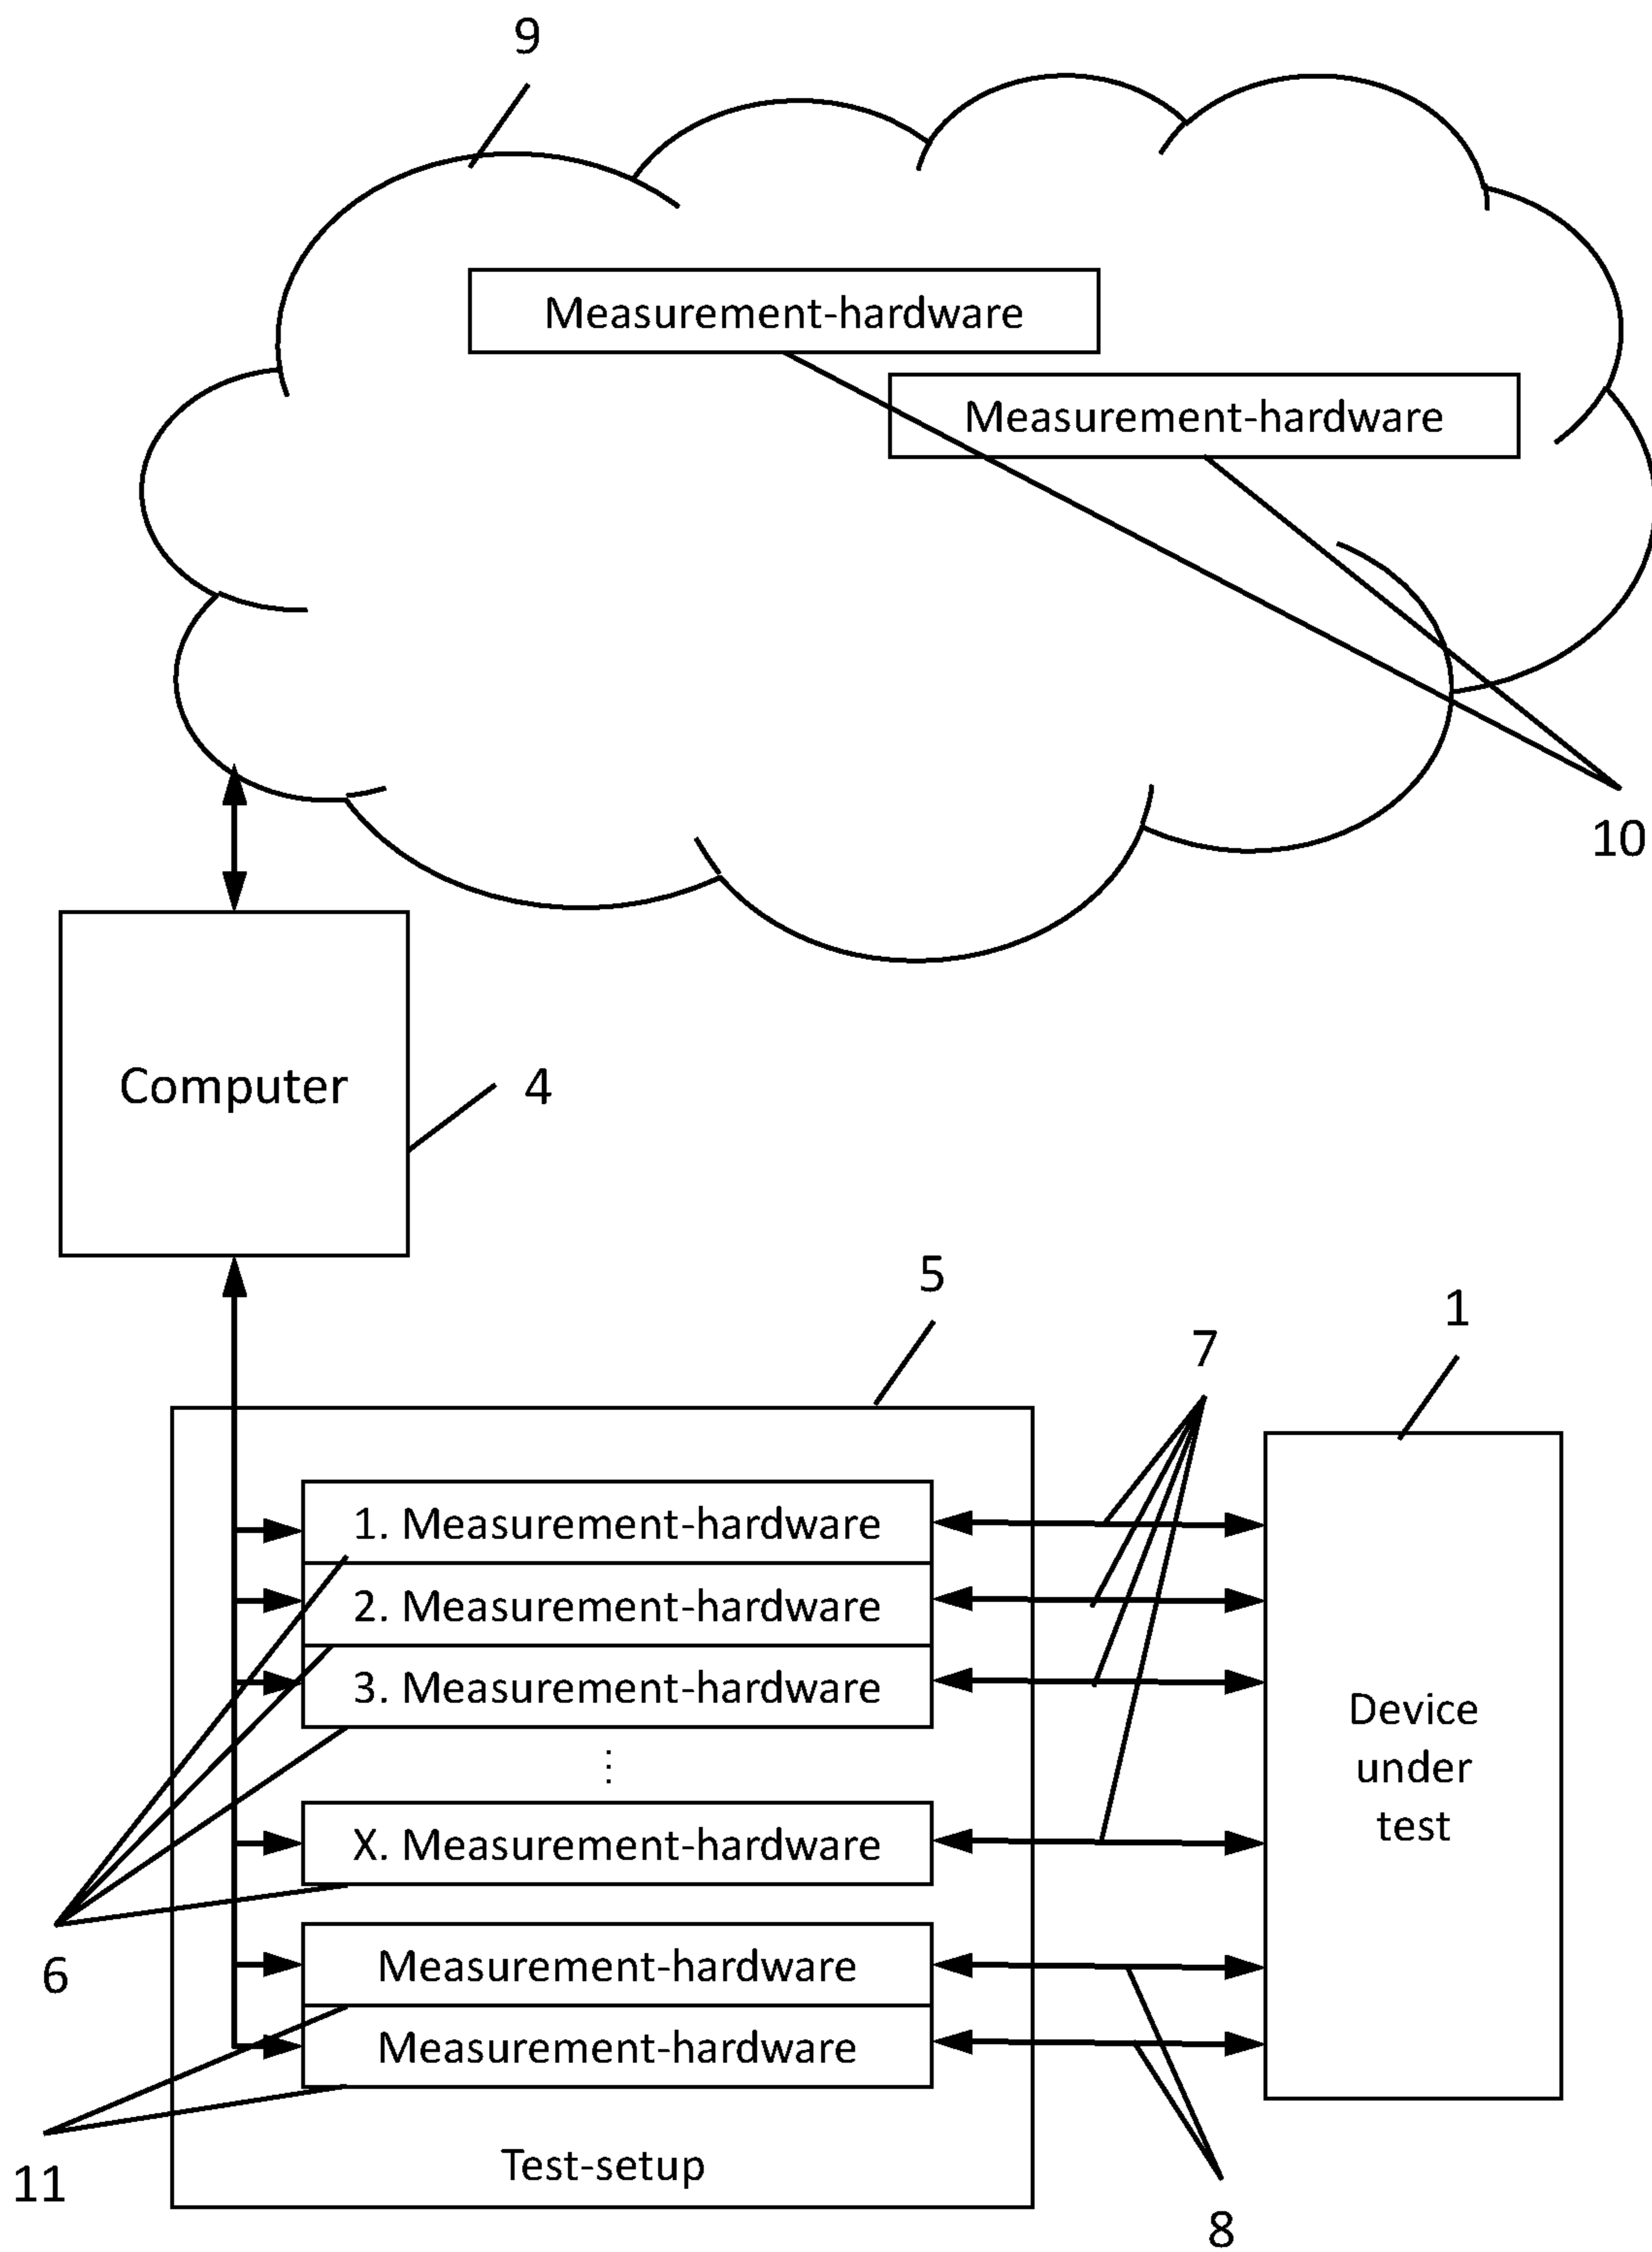 9
Measurement-hardware
Measurement-hardware
10
Computer
4
5
1
7
1. Measurement-hardware
2. Measurement-hardware
3. Measurement-hardware
⋮
X. Measurement-hardware
Device
under
test
6
Measurement-hardware
Measurement-hardware
11
Test-setup
8